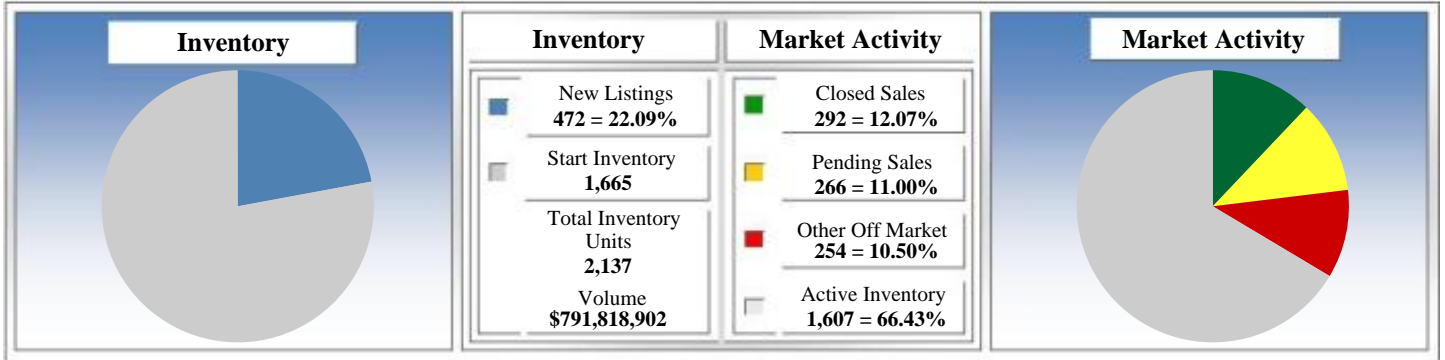 Inventory
Inventory
Market Activity
New Listings
472 = 22.09%
Start Inventory
1,665
Total Inventory
Units
2,137
Volume
$791,818,902
Closed Sales
292 = 12.07%
Pending Sales
266 = 11.00%
Other Off Market
254 = 10.50%
Active Inventory
1,607 = 66.43%
Market Activity